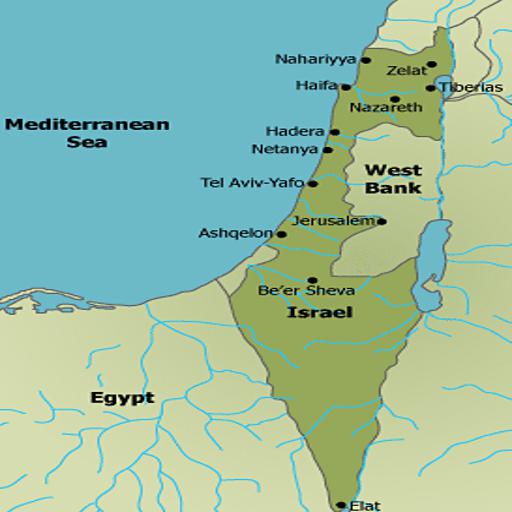 Nahariyya
Zelat
Haifa
Tiberias
Nazareth
Mediterranean
Sea
Hadera
Netanya
West
Bank
Tel Aviv-Yafo
Jerusalem
Ashqelon
Be'er Sheva
Israel
Egypt
Elat